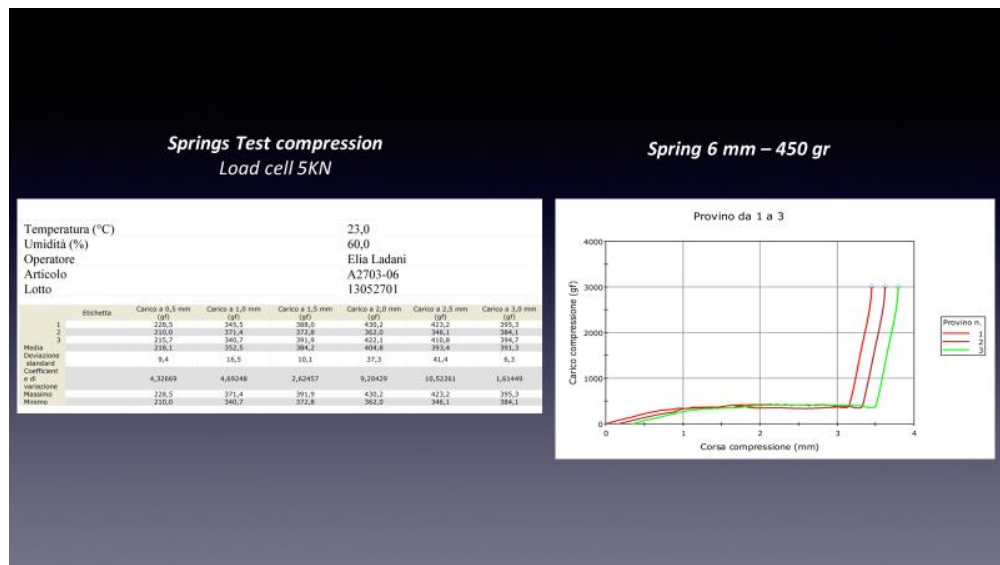 Springs Test compression
Load cell 5KN
Spring 6 mm – 450 gr
Temperatura (°C) 23,0
Umidità (%) 60,0
Operatore Elia Ladani
Articolo A2703-06
Lotto 13052701
Etichetta Carico a 0,5 mm (gf) Carico a 1,0 mm (gf) Carico a 1,5 mm (gf) Carico a 2,0 mm (gf) Carico a 2,5 mm (gf) Carico a 3,0 mm (gf)
1 228,5 345,5 388,0 430,2 423,2 395,3
2 210,0 371,4 372,8 362,0 346,1 384,1
3 215,7 340,7 391,9 422,1 410,8 394,7
Media 218,1 352,5 384,2 404,8 393,4 391,3
Deviazione standard 9,4 16,5 10,1 37,3 41,4 6,3
Coefficient e di variazione 4,32669 4,69248 2,62457 9,20429 10,52261 1,61449
Massimo 228,5 371,4 391,9 430,2 423,2 395,3
Minimo 210,0 340,7 372,8 362,0 346,1 384,1
Provino da 1 a 3
Carico compressione (gf)
4000
3000
2000
1000
0
0 1 2 3 4
Corsa compressione (mm)
Provino n.
1
2
3